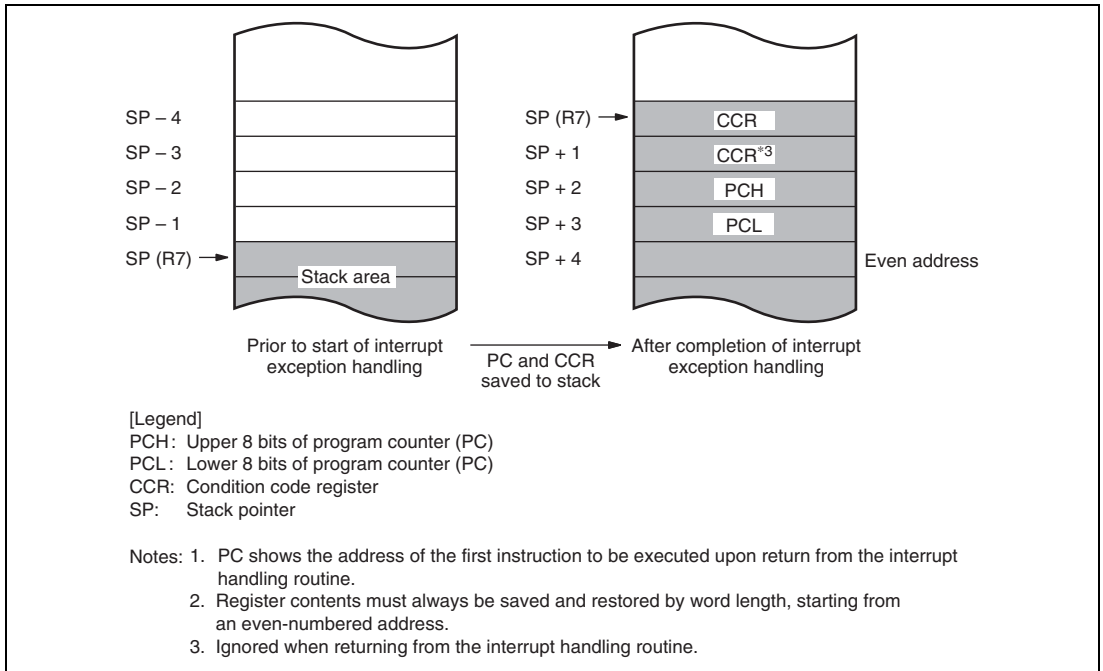 SP – 4
SP – 3
SP – 2
SP – 1
SP (R7)
Stack area
SP (R7)
SP + 1
SP + 2
SP + 3
SP + 4
CCR
CCR*3
PCH
PCL
Even address
Prior to start of interrupt
exception handling
PC and CCR
saved to stack
After completion of interrupt
exception handling
[Legend]
PCH: Upper 8 bits of program counter (PC)
PCL: Lower 8 bits of program counter (PC)
CCR: Condition code register
SP: Stack pointer
Notes: 1. PC shows the address of the first instruction to be executed upon return from the interrupt
handling routine.
2. Register contents must always be saved and restored by word length, starting from
an even-numbered address.
3. Ignored when returning from the interrupt handling routine.